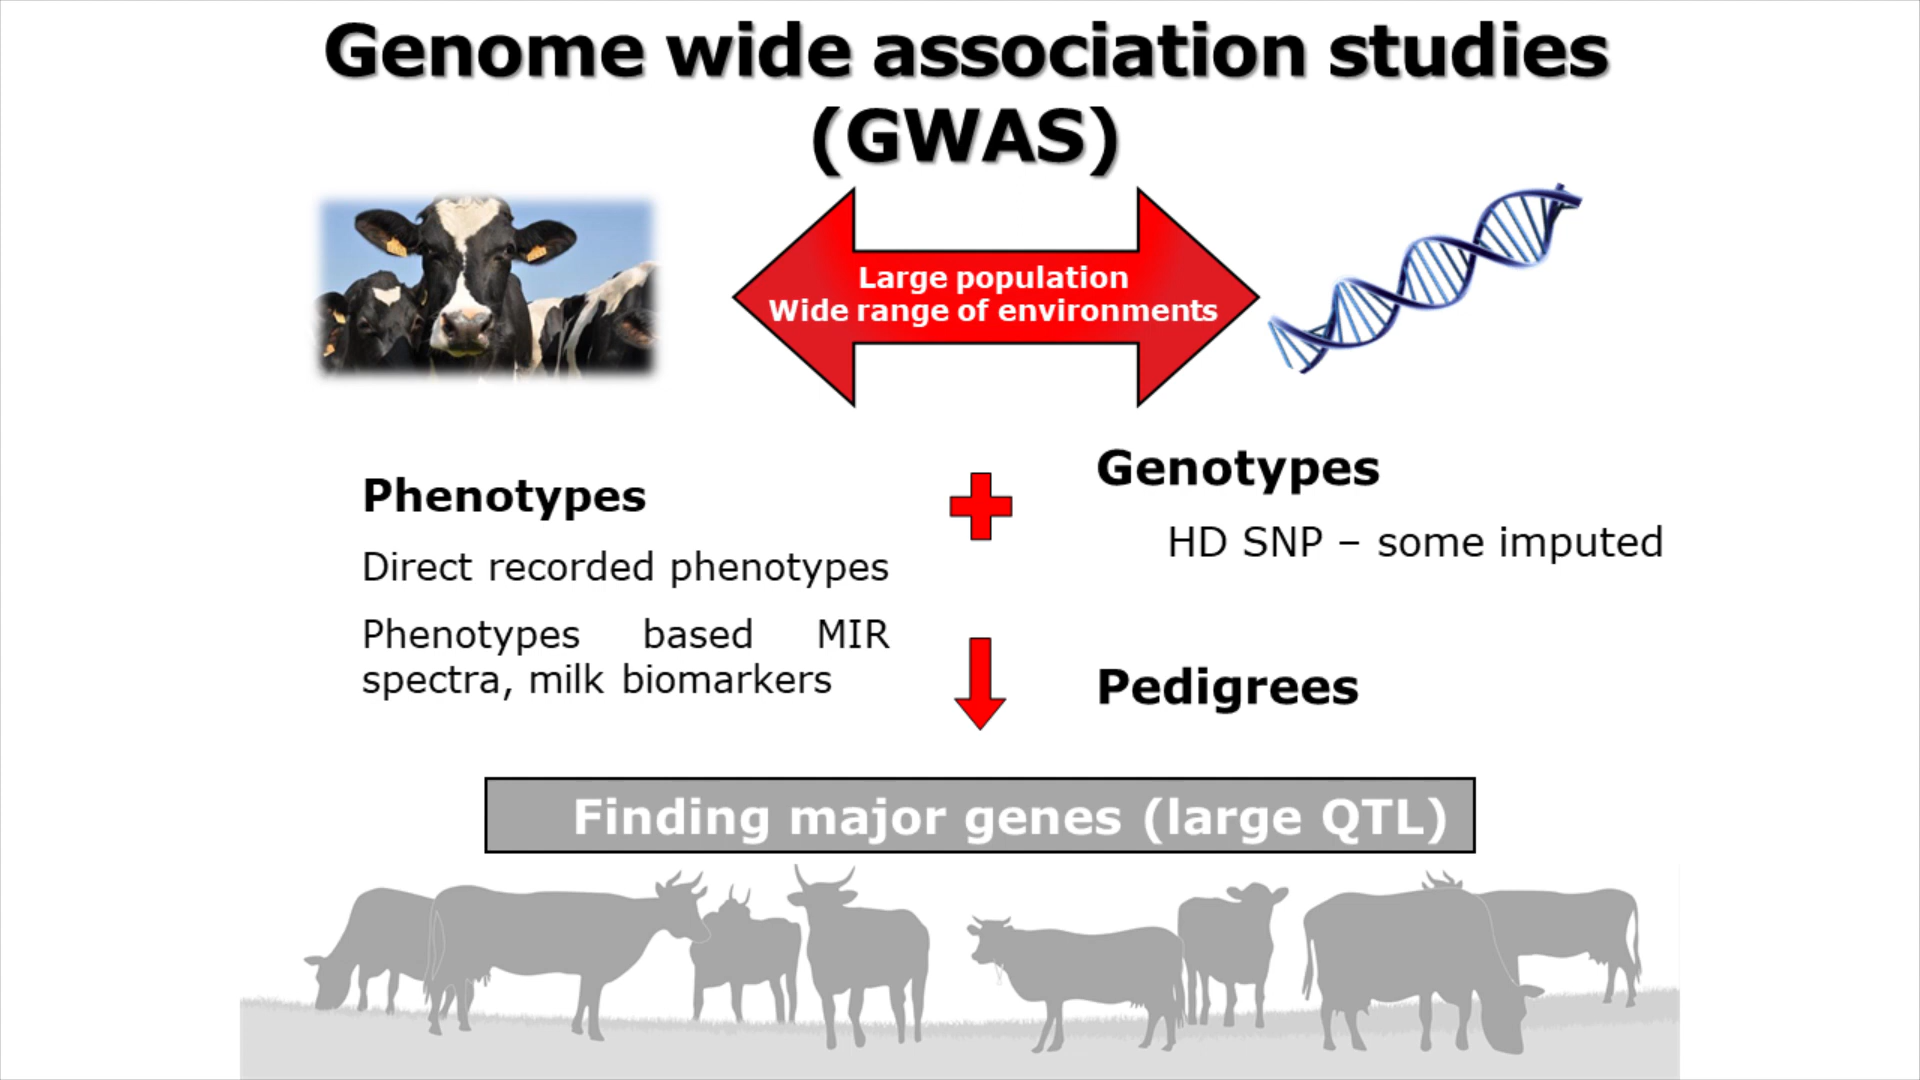 Genome wide association studies
(GWAS)
Large population
Wide range of environments
Phenotypes
Direct recorded phenotypes
Phenotypes based MIR
spectra, milk biomarkers
Genotypes
HD SNP – some imputed
Pedigrees
Finding major genes (large QTL)